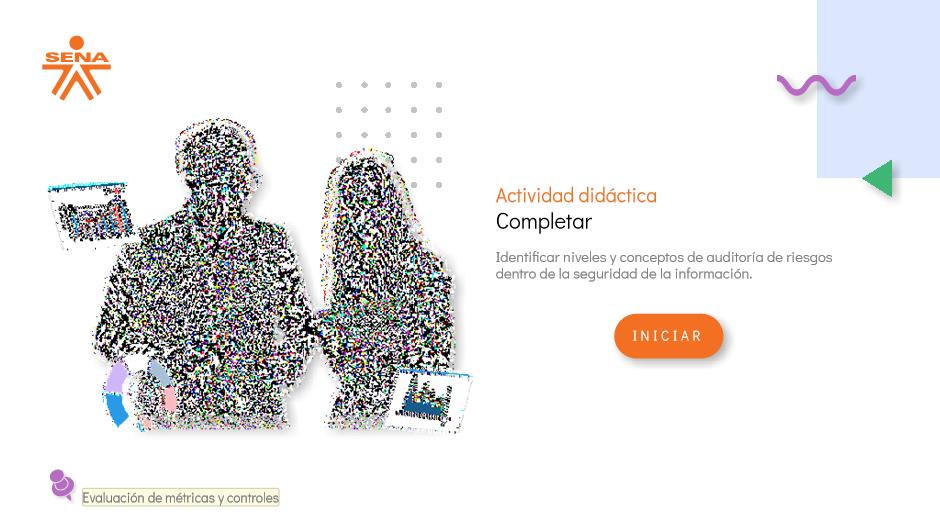 SENA
Actividad didáctica
Completar
Identificar niveles y conceptos de auditoría de riesgos
dentro de la seguridad de la información.
INICIAR
Evaluación de métricas y controles